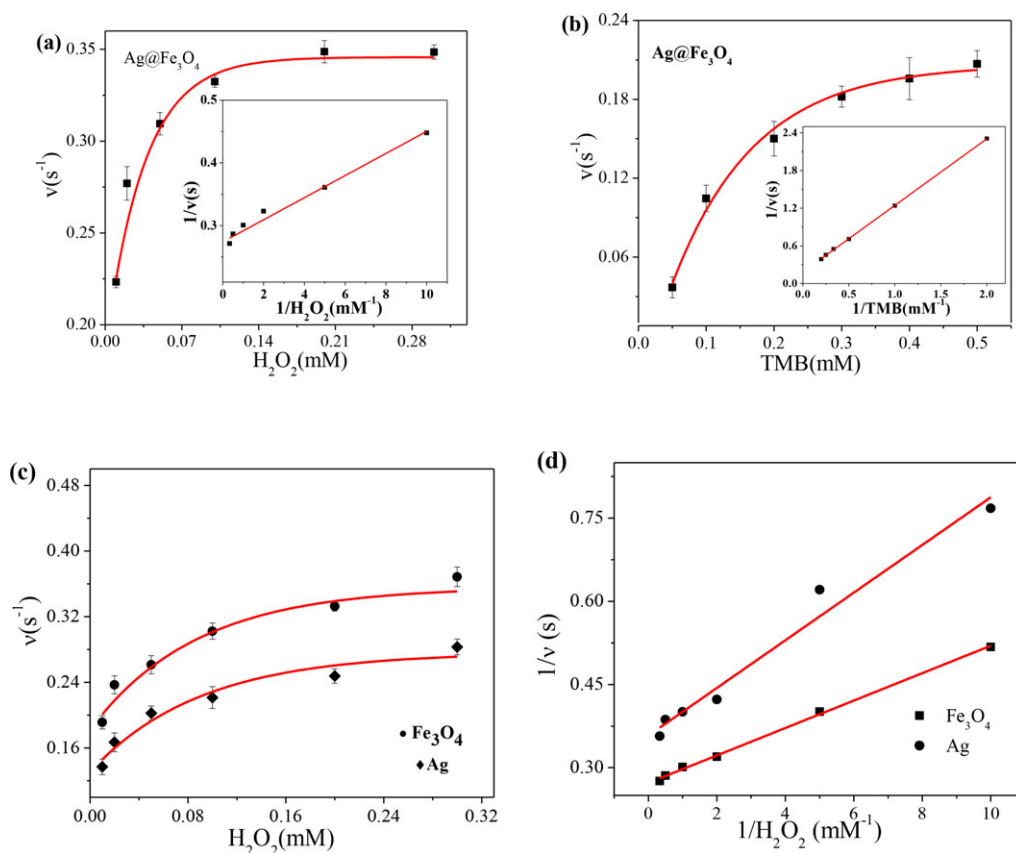 (a)
Ag@Fe₃O₄
0.35
0.30
0.25
0.20
v(s⁻¹)
0.00 0.07 0.14 0.21 0.28
H₂O₂(mM)
0.5
0.4
0.3
1/v(s)
0 2 4 6 8 10
1/H₂O₂(mM⁻¹)
(b)
Ag@Fe₃O₄
0.24
0.18
0.12
0.06
v(s⁻¹)
0.1 0.2 0.3 0.4 0.5
TMB(mM)
2.4
1.8
1.2
0.6
0.0
1/v(s)
0.0 0.5 1.0 1.5 2.0
1/TMB(mM⁻¹)
(c)
0.48
0.40
0.32
0.24
0.16
v(s⁻¹)
Fe₃O₄
Ag
0.00 0.08 0.16 0.24 0.32
H₂O₂(mM)
(d)
0.75
0.60
0.45
0.30
1/v (s)
Fe₃O₄
Ag
0 2 4 6 8 10
1/H₂O₂ (mM⁻¹)